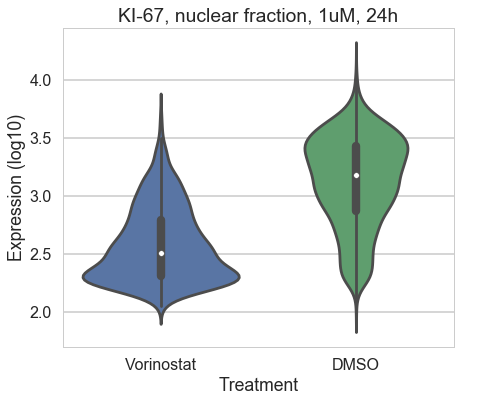 KI-67, nuclear fraction, 1uM, 24h
Expression (log10)
4.0
3.5
3.0
2.5
2.0
Vorinostat DMSO
Treatment